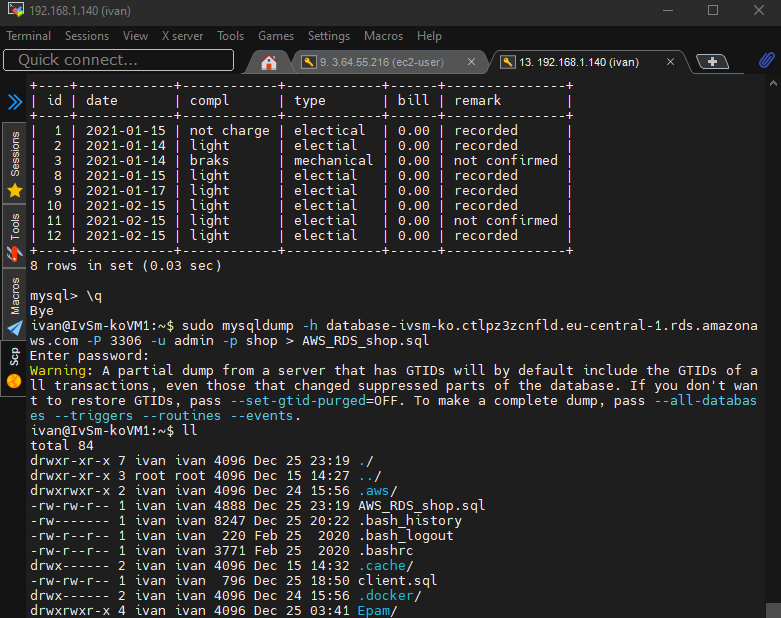 192.168.1.140 (ivan)
Terminal Sessions View X server Tools Games Settings Macros Help
Quick connect... 9. 3.64.55.216 (ec2-user) 13. 192.168.1.140 (ivan)
Sessions
Tools
Macros
Scp
+----+------------+------------+------------+------+---------------+
| id | date       | compl      | type       | bill | remark        |
+----+------------+------------+------------+------+---------------+
|  1 | 2021-01-15 | not charge | electical  | 0.00 | recorded      |
|  2 | 2021-01-14 | light      | electial   | 0.00 | recorded      |
|  3 | 2021-01-14 | braks      | mechanical | 0.00 | not confirmed |
|  8 | 2021-01-15 | light      | electial   | 0.00 | recorded      |
|  9 | 2021-01-17 | light      | electial   | 0.00 | recorded      |
| 10 | 2021-02-15 | light      | electial   | 0.00 | recorded      |
| 11 | 2021-02-15 | light      | electial   | 0.00 | not confirmed |
| 12 | 2021-02-15 | light      | electial   | 0.00 | recorded      |
+----+------------+------------+------------+------+---------------+
8 rows in set (0.03 sec)
mysql> \q
Bye
ivan@IvSm-koVM1:~$ sudo mysqldump -h database-ivsm-ko.ctlpz3zcnfld.eu-central-1.rds.amazona
ws.com -P 3306 -u admin -p shop > AWS_RDS_shop.sql
Enter password:
Warning: A partial dump from a server that has GTIDs will by default include the GTIDs of a
ll transactions, even those that changed suppressed parts of the database. If you don't wan
t to restore GTIDs, pass --set-gtid-purged=OFF. To make a complete dump, pass --all-databas
es --triggers --routines --events.
ivan@IvSm-koVM1:~$ ll
total 84
drwxr-xr-x 7 ivan ivan 4096 Dec 25 23:19 ./
drwxr-xr-x 3 root root 4096 Dec 15 14:27 ../
drwxrwxr-x 2 ivan ivan 4096 Dec 24 15:56 .aws/
-rw-rw-r-- 1 ivan ivan 4888 Dec 25 23:19 AWS_RDS_shop.sql
-rw------- 1 ivan ivan 8247 Dec 25 20:22 .bash_history
-rw-r--r-- 1 ivan ivan  220 Feb 25  2020 .bash_logout
-rw-r--r-- 1 ivan ivan 3771 Feb 25  2020 .bashrc
drwx------ 2 ivan ivan 4096 Dec 15 14:32 .cache/
-rw-rw-r-- 1 ivan ivan  796 Dec 25 18:50 client.sql
drwx------ 2 ivan ivan 4096 Dec 24 15:56 .docker/
drwxrwxr-x 4 ivan ivan 4096 Dec 25 03:41 Epam/